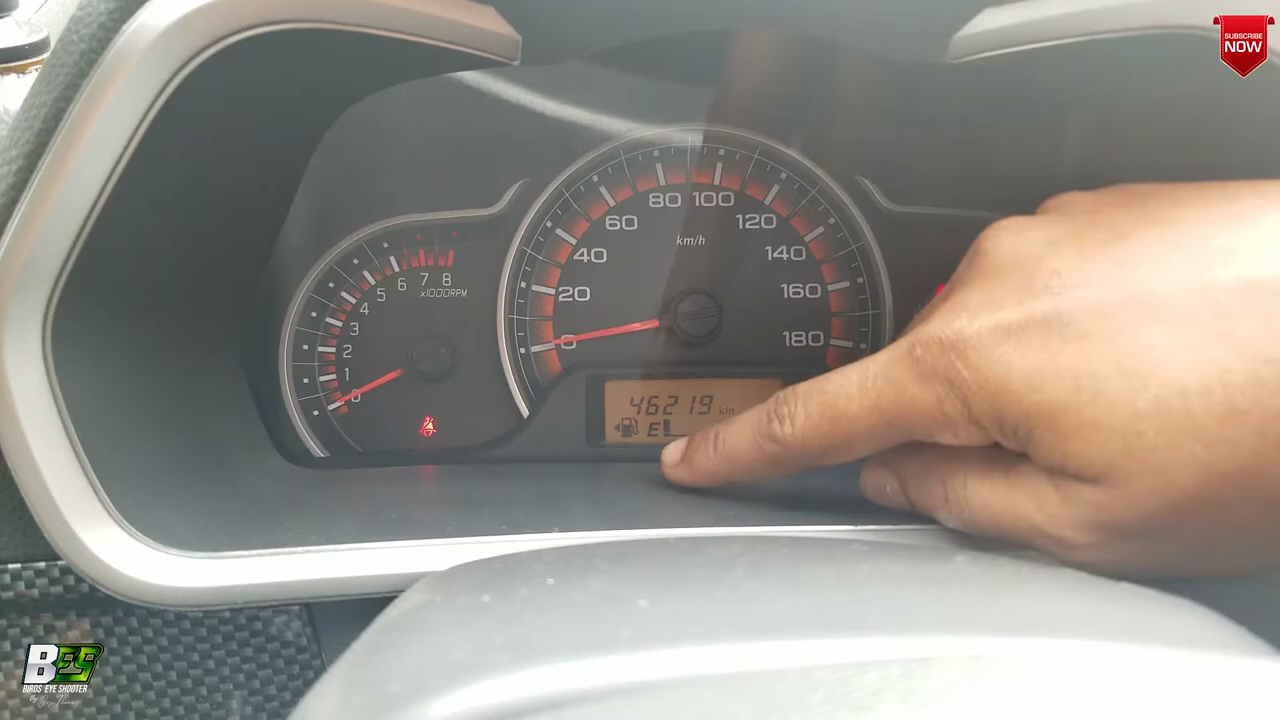 SUBSCRIBE
NOW
80 100
60 120
km/h
40 140
20 160
0 180
8
7
6
5
4
3
2
1
0
x1000RPM
46219 km
E
BES
BIRDS EYE SHOOTER